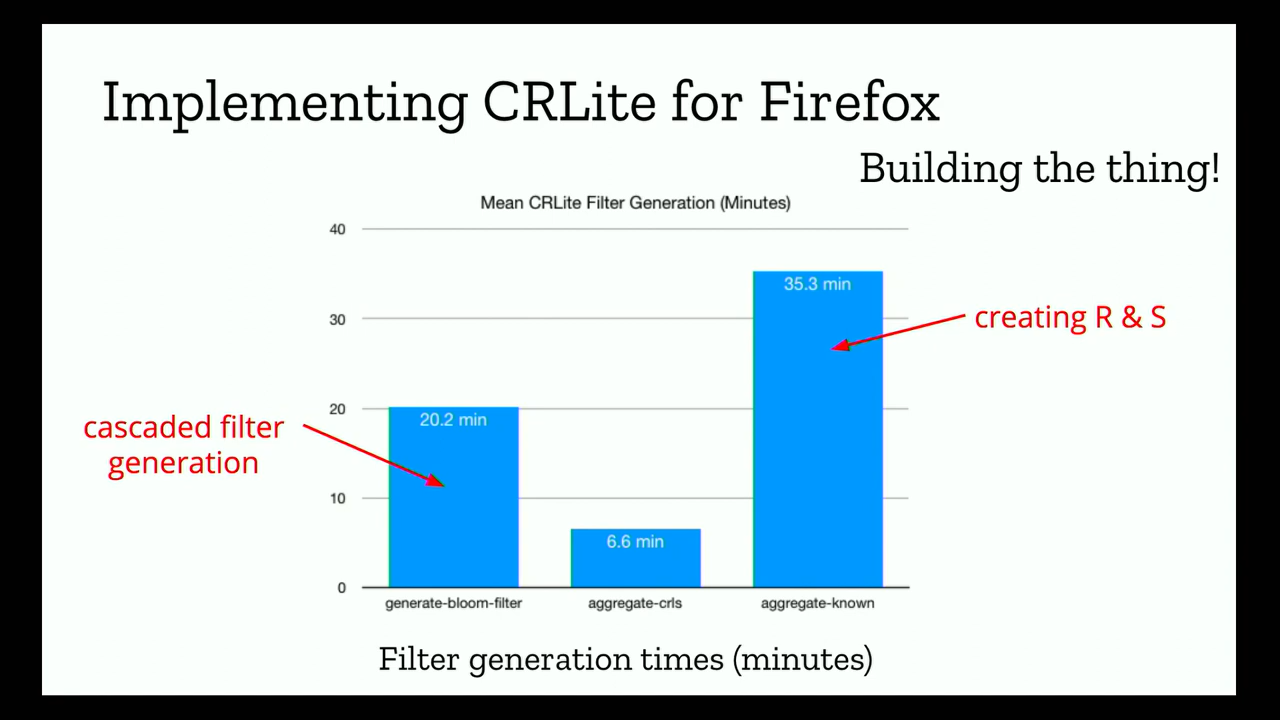 Implementing CRLite for Firefox
Building the thing!
Mean CRLite Filter Generation (Minutes)
40
30
20
10
0
20.2 min
6.6 min
35.3 min
creating R & S
cascaded filter
generation
generate-bloom-filter
aggregate-crls
aggregate-known
Filter generation times (minutes)